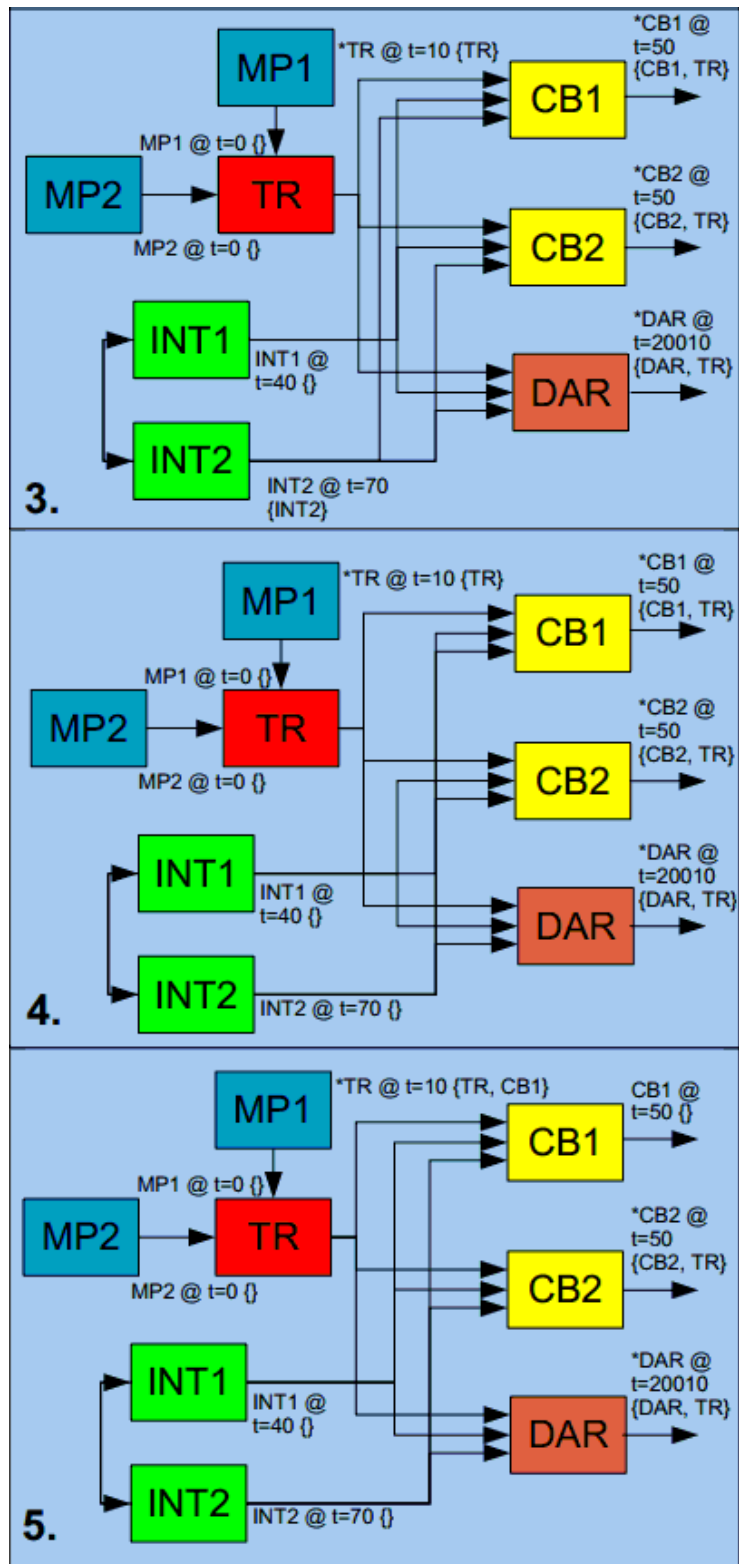 MP1
*TR @ t=10 {TR}
*CB1 @
t=50
{CB1, TR}
CB1
MP1 @ t=0 {}
MP2
TR
MP2 @ t=0 {}
*CB2 @
t=50
{CB2, TR}
CB2
INT1
INT1 @
t=40 {}
*DAR @
t=20010
{DAR, TR}
DAR
INT2
INT2 @ t=70
{INT2}
3.
MP1
*TR @ t=10 {TR}
*CB1 @
t=50
{CB1, TR}
CB1
MP1 @ t=0 {}
MP2
TR
MP2 @ t=0 {}
*CB2 @
t=50
{CB2, TR}
CB2
INT1
INT1 @
t=40 {}
*DAR @
t=20010
{DAR, TR}
DAR
INT2
INT2 @ t=70 {}
4.
MP1
*TR @ t=10 {TR, CB1}
CB1 @
t=50 {}
CB1
MP1 @ t=0 {}
MP2
TR
MP2 @ t=0 {}
*CB2 @
t=50
{CB2, TR}
CB2
INT1
INT1 @
t=40 {}
*DAR @
t=20010
{DAR, TR}
DAR
INT2
INT2 @ t=70 {}
5.